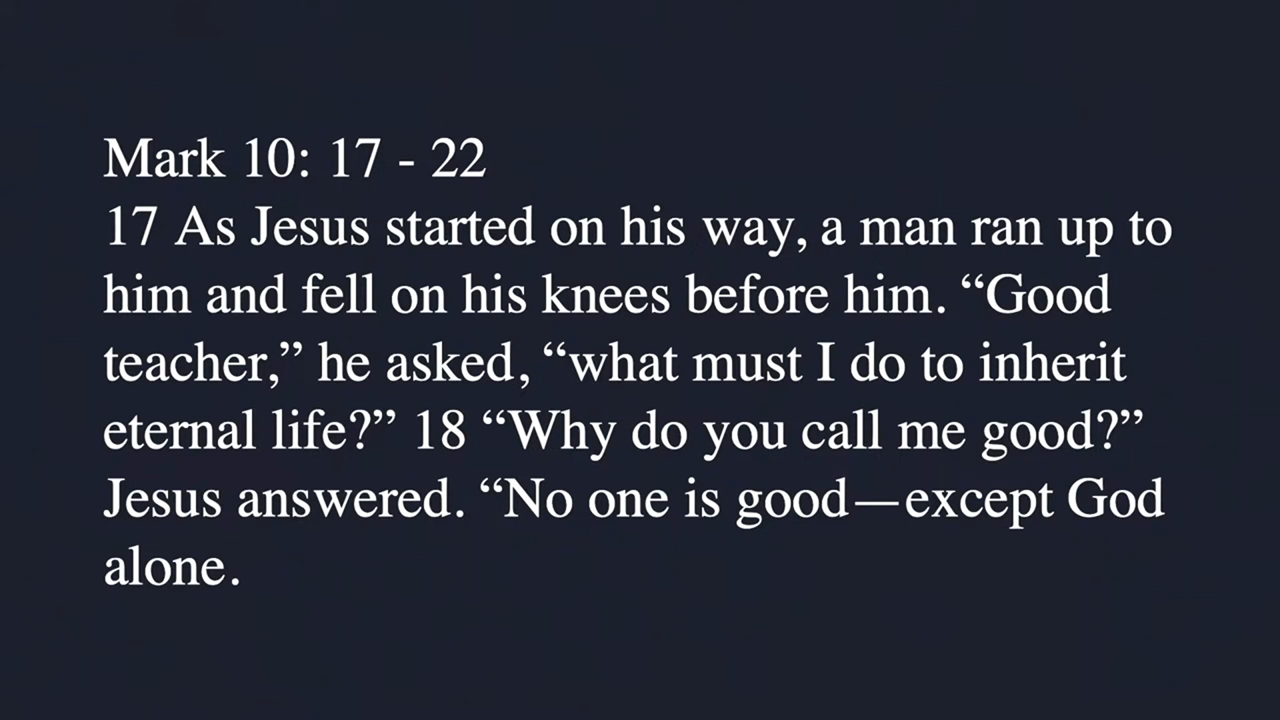 Mark 10: 17 - 22
17 As Jesus started on his way, a man ran up to
him and fell on his knees before him. “Good
teacher,” he asked, “what must I do to inherit
eternal life?” 18 “Why do you call me good?”
Jesus answered. “No one is good—except God
alone.